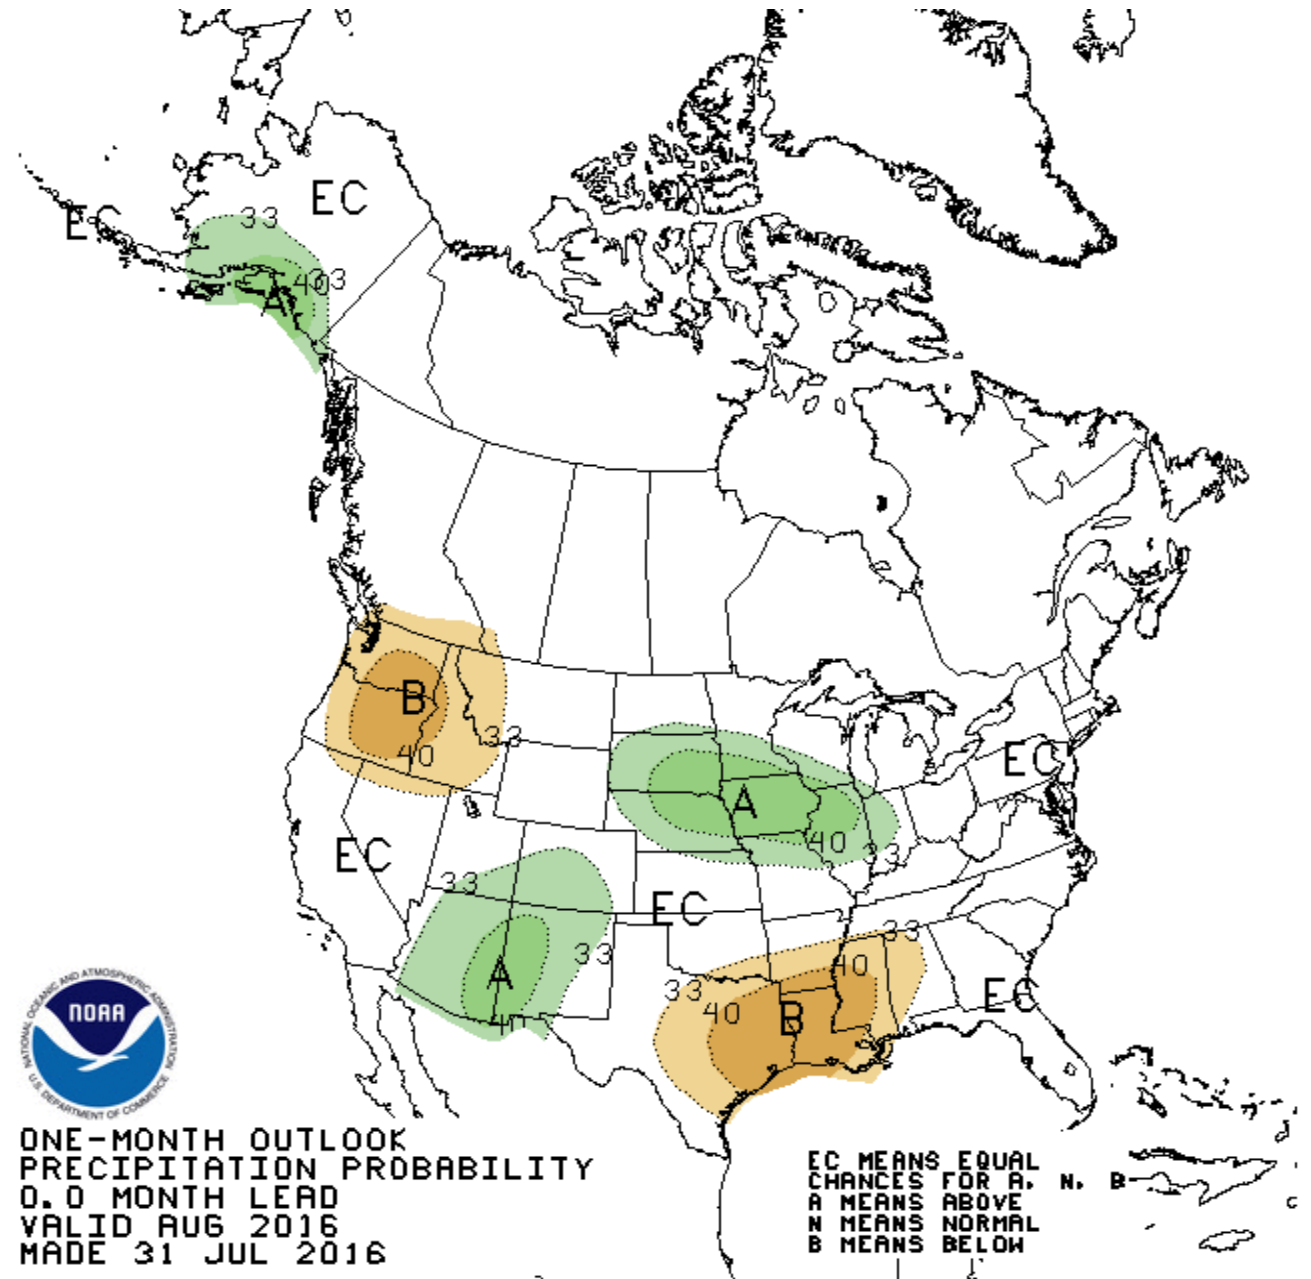 EC
EC
33
40
33
A
B
40
33
EC
A
40
33
EC
33
EC
A
33
33
40
EC
33
40
B
NOAA
NATIONAL OCEANIC AND ATMOSPHERIC ADMINISTRATION
U.S. DEPARTMENT OF COMMERCE
ONE-MONTH OUTLOOK
PRECIPITATION PROBABILITY
0.0 MONTH LEAD
VALID AUG 2016
MADE 31 JUL 2016
EC MEANS EQUAL
CHANCES FOR A, N, B
A MEANS ABOVE
N MEANS NORMAL
B MEANS BELOW